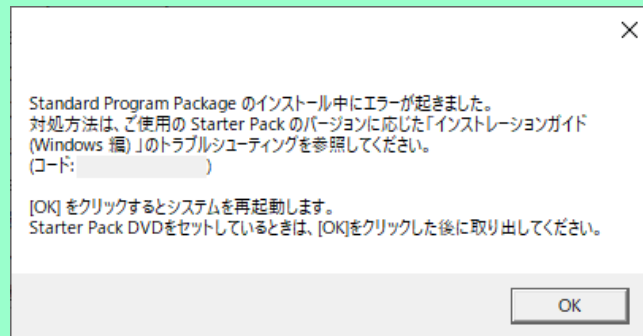 Standard Program Package のインストール中にエラーが起きました。
対処方法は、ご使用の Starter Pack のバージョンに応じた「インストレーションガイド
(Windows 編) 」のトラブルシューティングを参照してください。
(コード: )
[OK] をクリックするとシステムを再起動します。
Starter Pack DVDをセットしているときは、[OK]をクリックした後に取り出してください。
OK